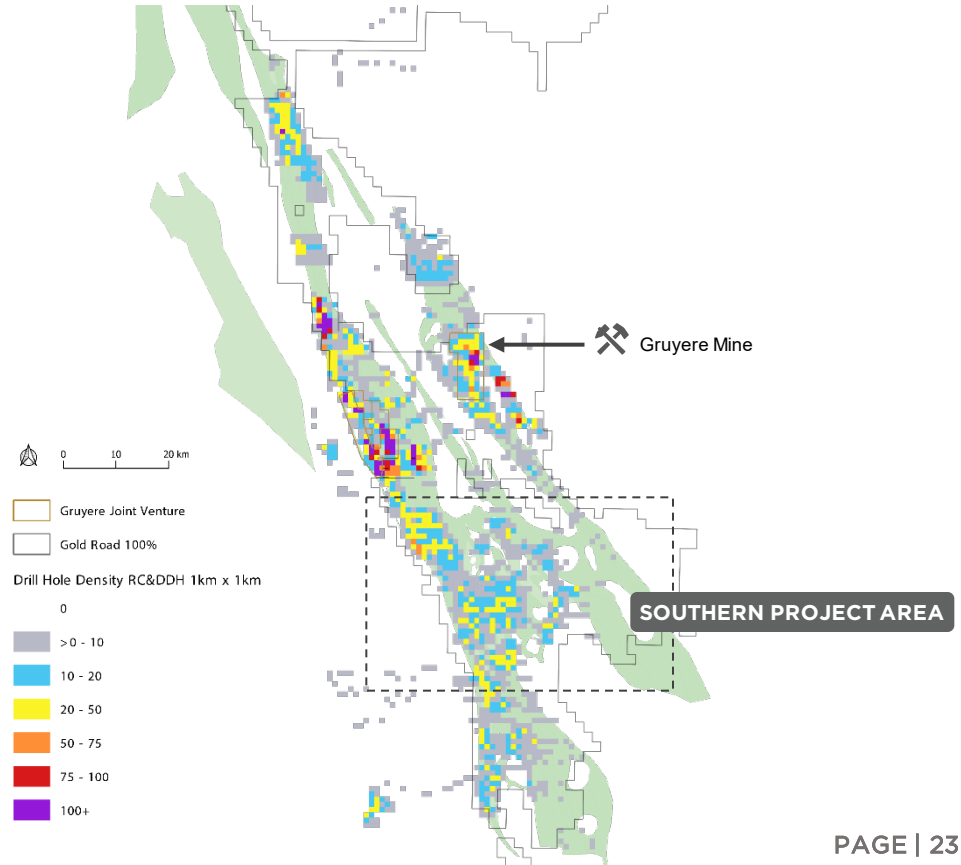 Gruyere Mine
0 10 20 km
Gruyere Joint Venture
Gold Road 100%
Drill Hole Density RC&DDH 1km x 1km
0
>0 - 10
10 - 20
20 - 50
50 - 75
75 - 100
100+
SOUTHERN PROJECT AREA
PAGE | 23